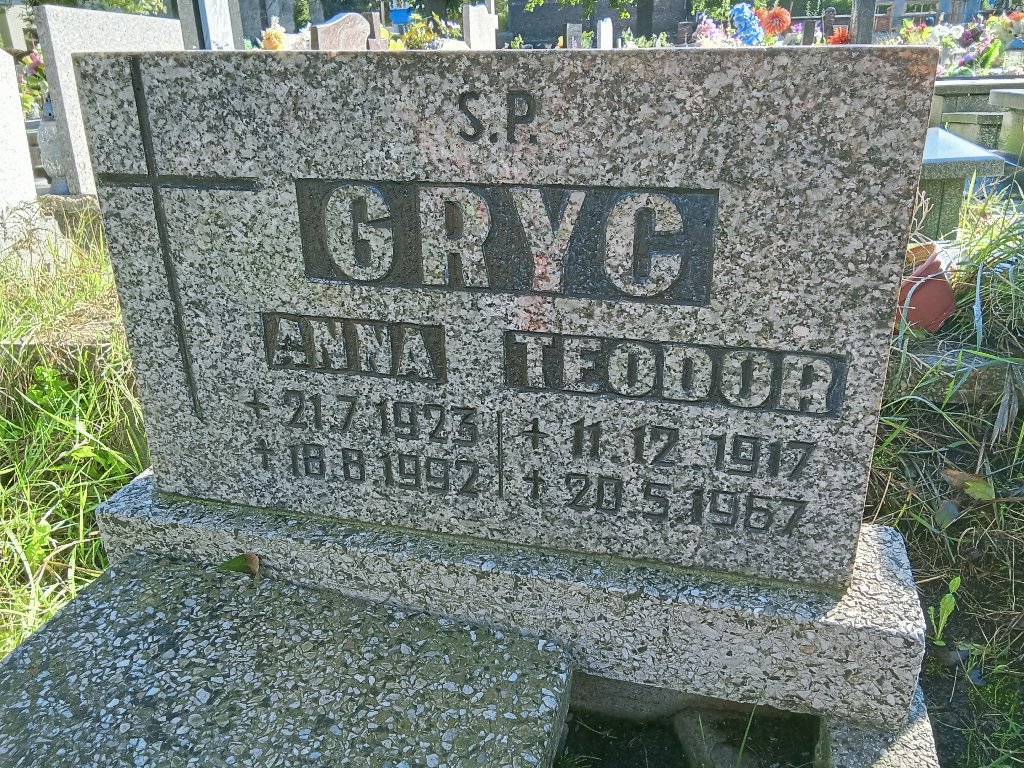 S.P.
GRYC
ANNA TEODOR
+ 21.7.1923 + 11.12.1917
† 18.8.1992 † 20.5.1967